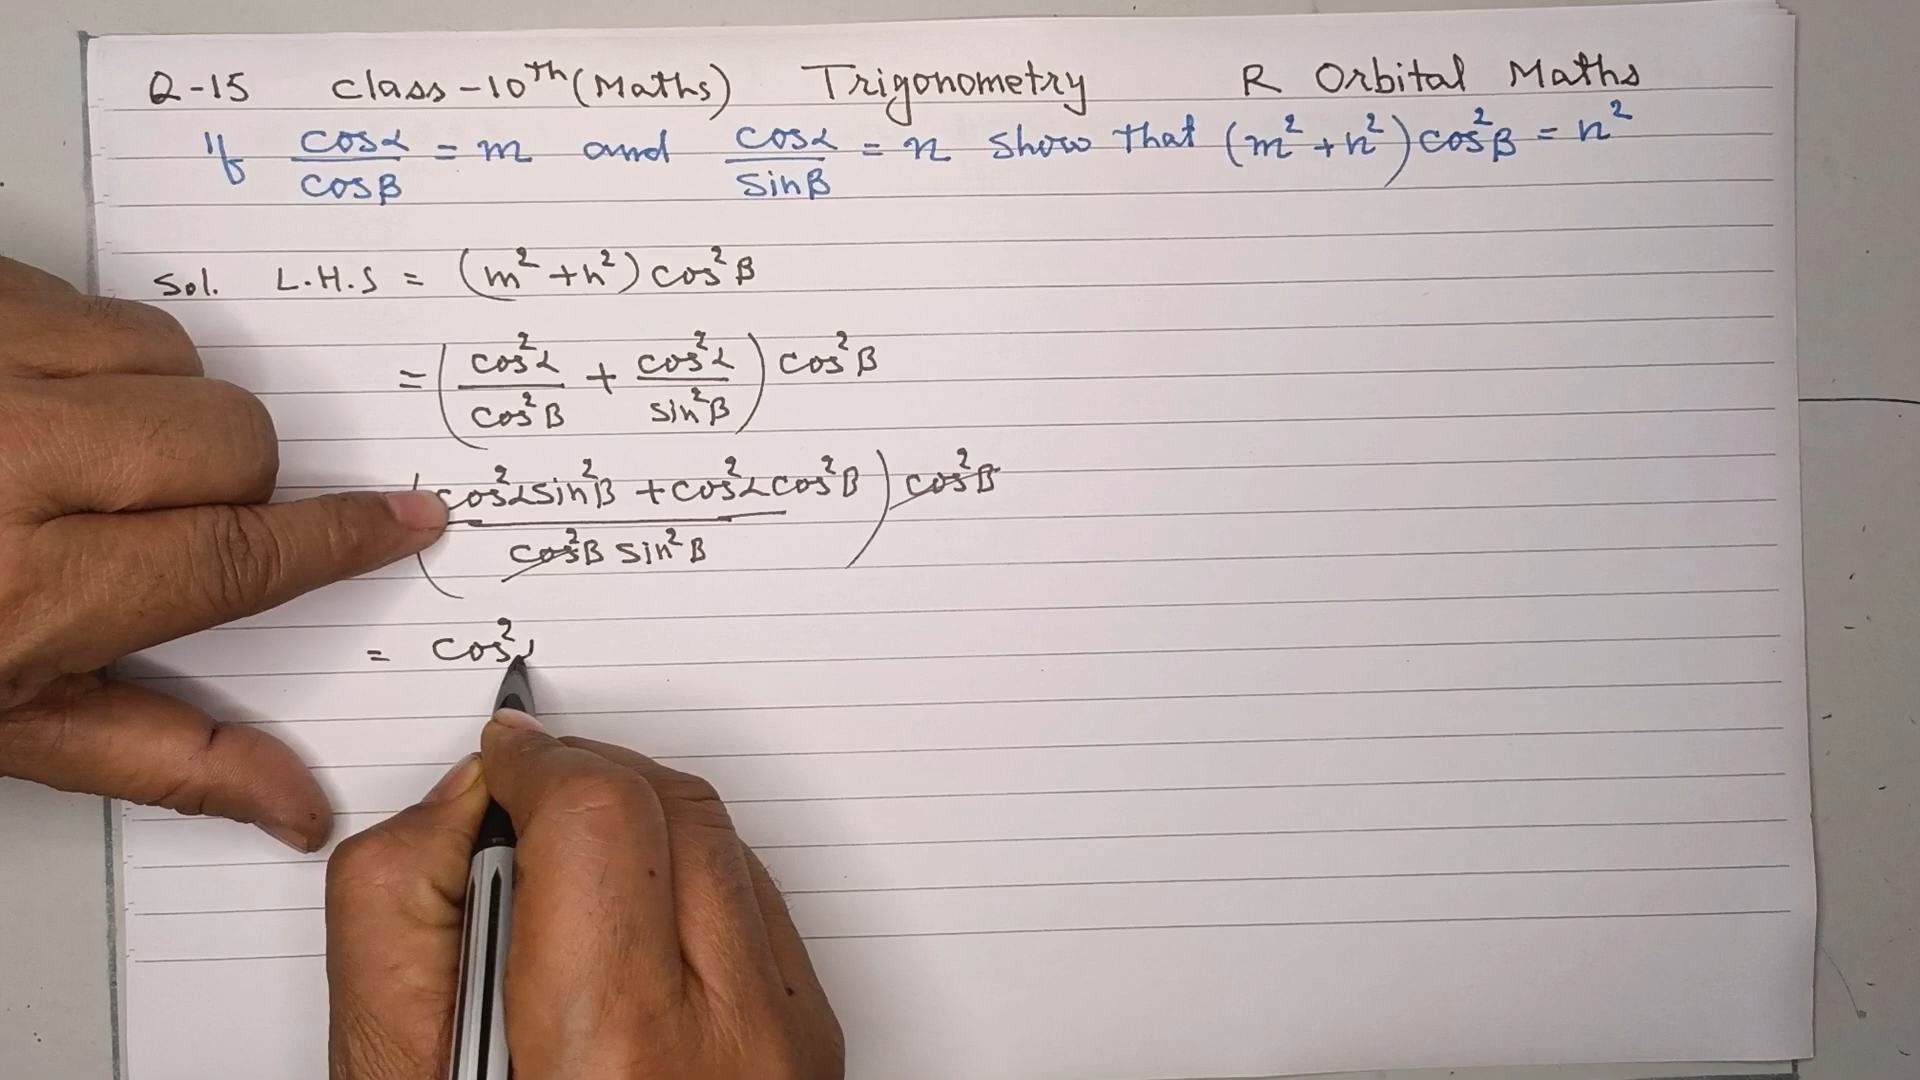 Q-15 class-10th (Maths) Trigonometry R Orbital Maths
If cosα/cosβ = m and cosα/sinβ = n show that (m² + n²) cos²β = n²
Sol. L.H.S = (m² + n²) cos²β
= (cos²α/cos²β + cos²α/sin²β) cos²β
(cos²α sin²β + cos²α cos²β / cos²β sin²β) cos²β
= cos²α